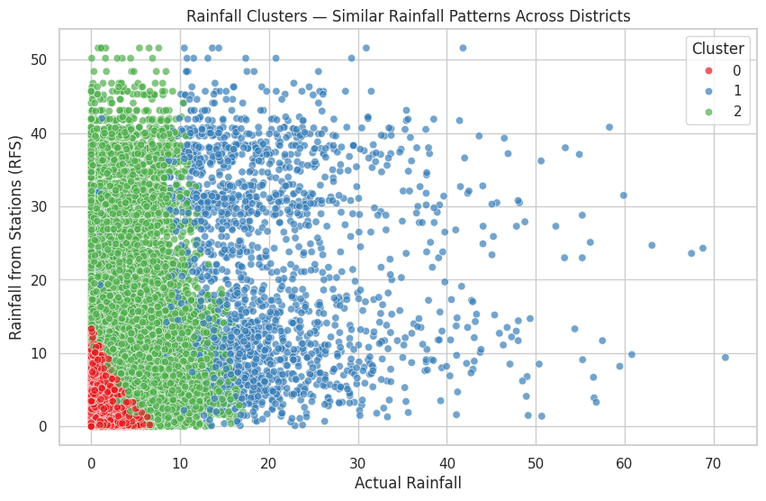 Rainfall Clusters — Similar Rainfall Patterns Across Districts
Rainfall from Stations (RFS)
50
40
30
20
10
0
Cluster
0
1
2
0 10 20 30 40 50 60 70
Actual Rainfall